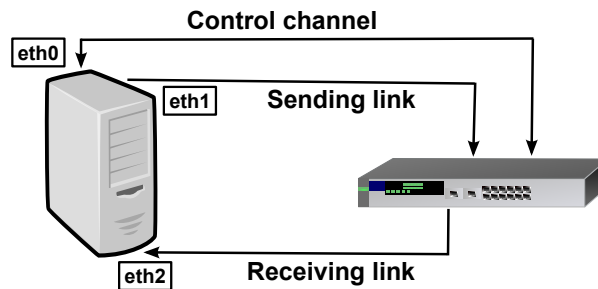 Control channel
eth0
eth1
Sending link
eth2
Receiving link